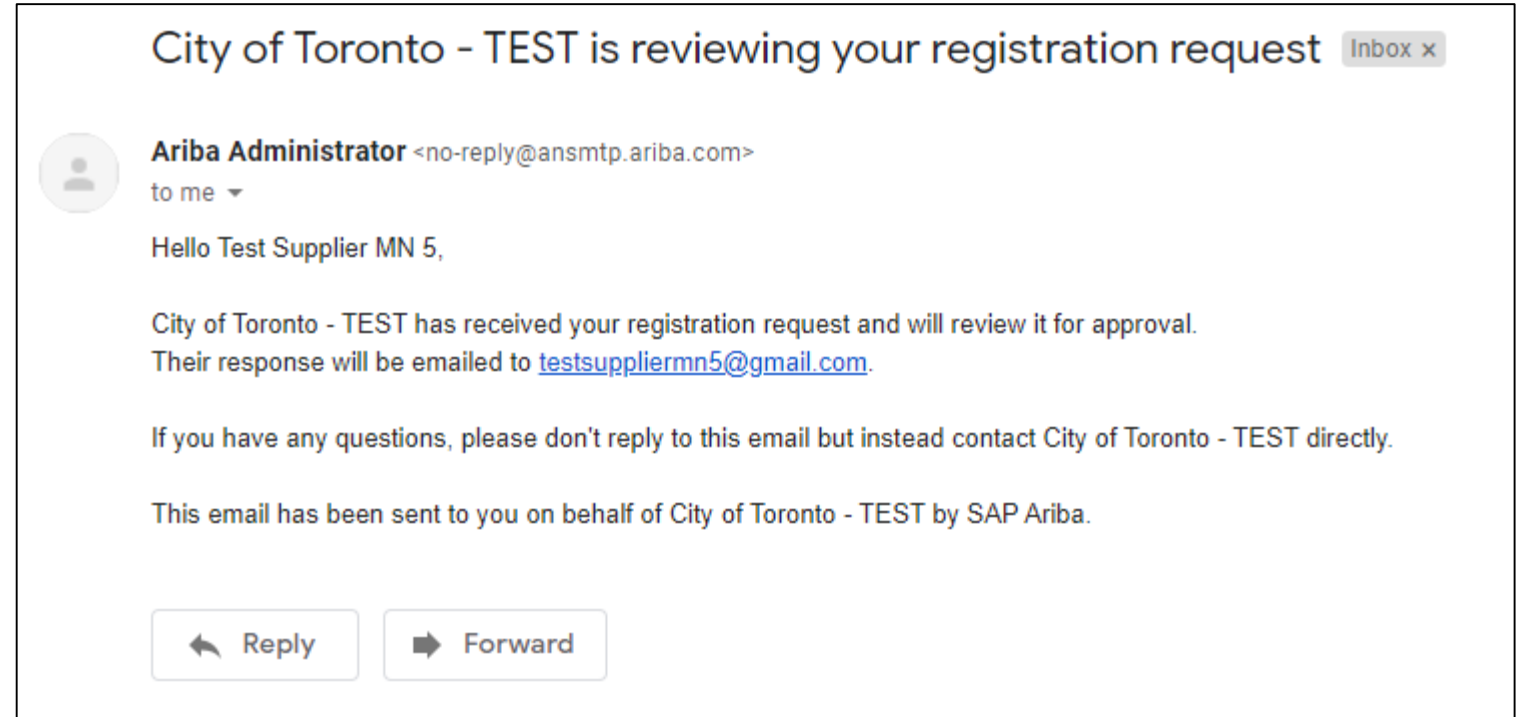 City of Toronto - TEST is reviewing your registration request Inbox x
Ariba Administrator <no-reply@ansmtp.ariba.com>
to me
Hello Test Supplier MN 5,
City of Toronto - TEST has received your registration request and will review it for approval.
Their response will be emailed to testsuppliermn5@gmail.com.
If you have any questions, please don't reply to this email but instead contact City of Toronto - TEST directly.
This email has been sent to you on behalf of City of Toronto - TEST by SAP Ariba.
Reply Forward